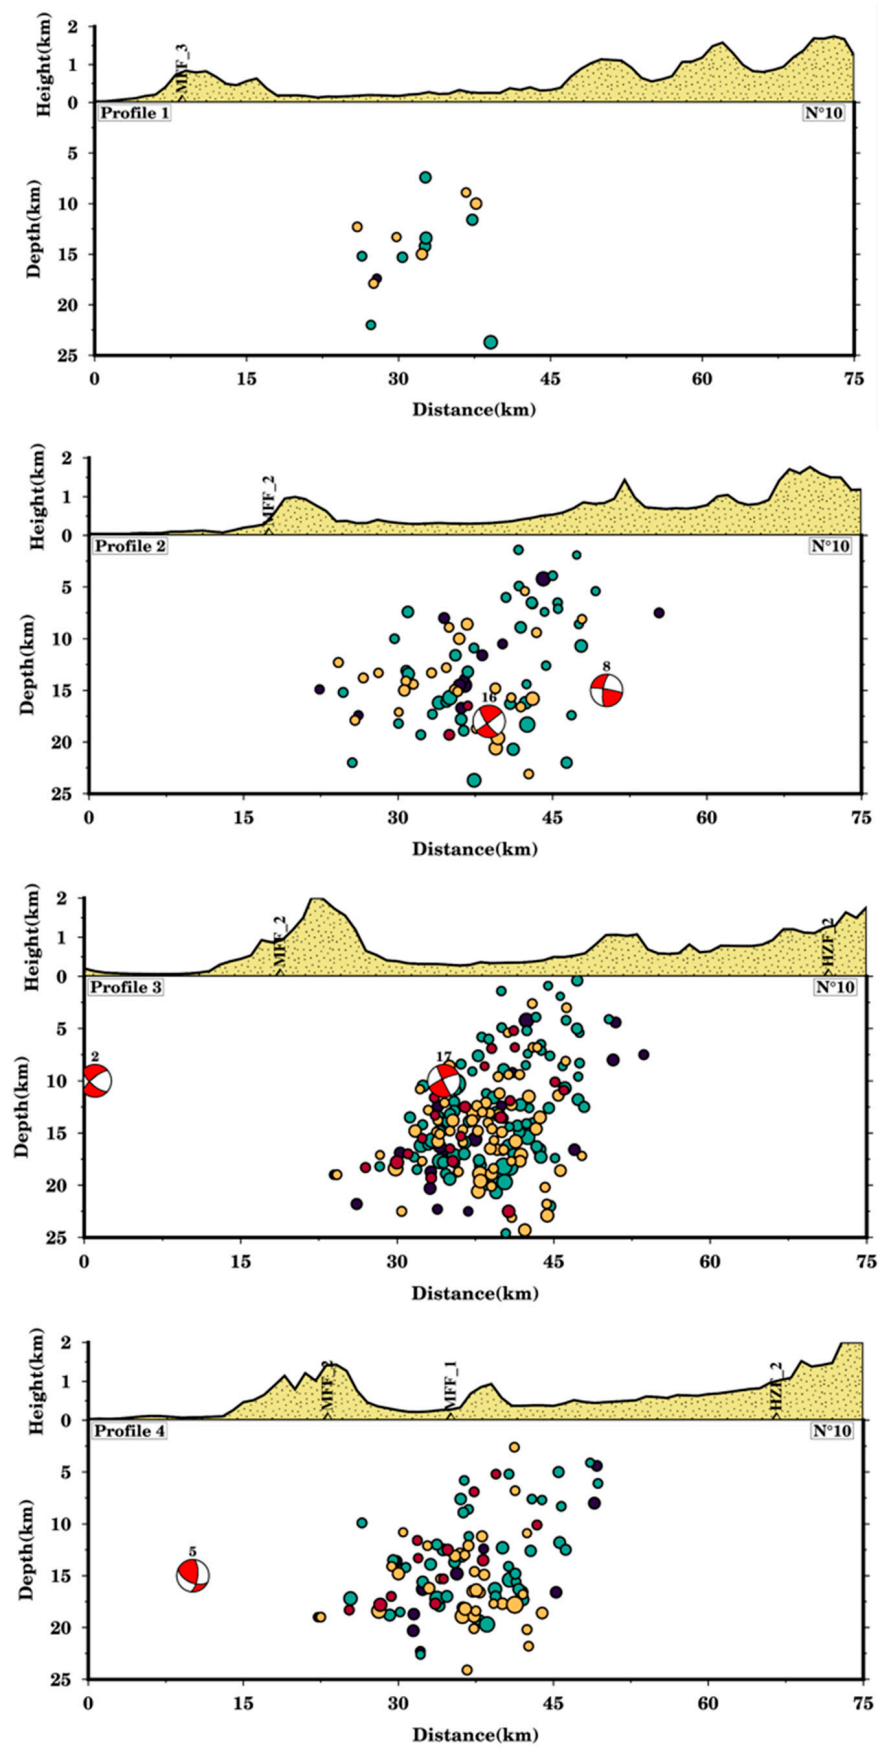 Height(km)
2
1
0
MFF_3
Profile 1
N°10
Depth(km)
5
10
15
20
25
0
15
30
45
60
75
Distance(km)
Height(km)
2
1
0
MFF_2
Profile 2
N°10
Depth(km)
5
10
15
20
25
8
16
0
15
30
45
60
75
Distance(km)
Height(km)
2
1
0
MFF_2
HZF_2
Profile 3
N°10
Depth(km)
5
10
15
20
25
2
17
0
15
30
45
60
75
Distance(km)
Height(km)
2
1
0
MFF_2
MFF_1
HZF_2
Profile 4
N°10
Depth(km)
5
10
15
20
25
5
0
15
30
45
60
75
Distance(km)